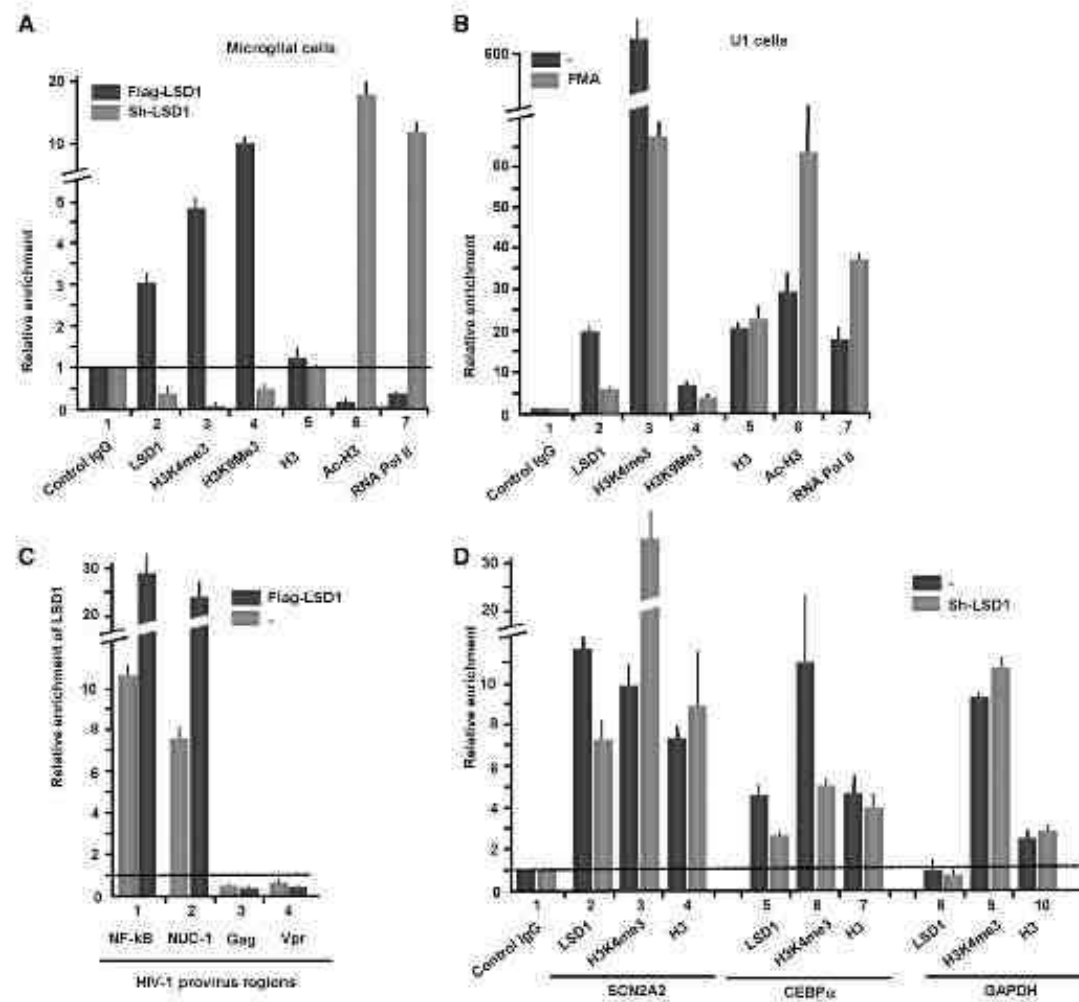 A
Microglial cells
Flag-LSD1
Sh-LSD1
Relative enrichment
20
10
5
4
3
2
1
0
1 2 3 4 5 6 7
Control IgG
LSD1
H3K4me3
H3K9Me3
H3
Ac-H3
RNA Pol II
B
U1 cells
-
PMA
Relative enrichment
600
60
50
40
30
20
10
0
1 2 3 4 5 6 7
Control IgG
LSD1
H3K4me3
H3K9Me3
H3
Ac-H3
RNA Pol II
C
Flag-LSD1
-
Relative enrichment of LSD1
30
20
10
8
6
4
2
0
1 2 3 4
NF-kB NUC-1 Gag Vpr
HIV-1 provirus regions
D
-
Sh-LSD1
Relative enrichment
30
20
10
8
6
4
2
1
0
1 2 3 4 5 6 7 8 9 10
Control IgG
LSD1
H3K4me3
H3
LSD1
H3K4me3
H3
LSD1
H3K4me3
H3
SCN2A2 CEBPα GAPDH